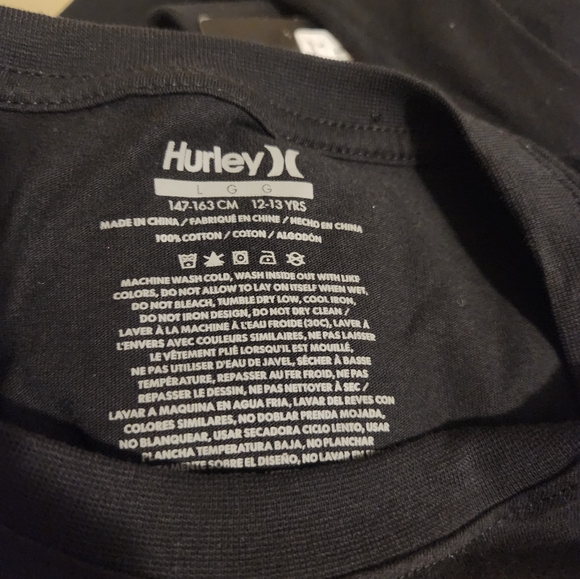 Hurley
L G G
147-163 CM 12-13 YRS
MADE IN CHINA / FABRIQUÉ EN CHINE / HECHO EN CHINA
100% COTTON / COTON / ALGODÓN
MACHINE WASH COLD, WASH INSIDE OUT WITH LIKE
COLORS, DO NOT ALLOW TO LAY ON ITSELF WHEN WET,
DO NOT BLEACH, TUMBLE DRY LOW, COOL IRON,
DO NOT IRON DESIGN, DO NOT DRY CLEAN /
LAVER À LA MACHINE À L'EAU FROIDE (30C), LAVER À
L'ENVERS AVEC COULEURS SIMILAIRES, NE PAS LAISSER
LE VÊTEMENT PLIÉ LORSQU'IL EST MOUILLÉ,
NE PAS UTILISER D'EAU DE JAVEL, SÉCHER À BASSE
TEMPÉRATURE, REPASSER AU FER FROID, NE PAS
REPASSER LE DESSIN, NE PAS NETTOYER À SEC /
LAVAR A MAQUINA EN AGUA FRIA, LAVAR DEL REVES CON
COLORES SIMILARES, NO DOBLAR PRENDA MOJADA,
NO BLANQUEAR, USAR SECADORA CICLO LENTO, USAR
PLANCHA TEMPERATURA BAJA, NO PLANCHAR
SOBRE EL DISEÑO, NO LAVAR EN